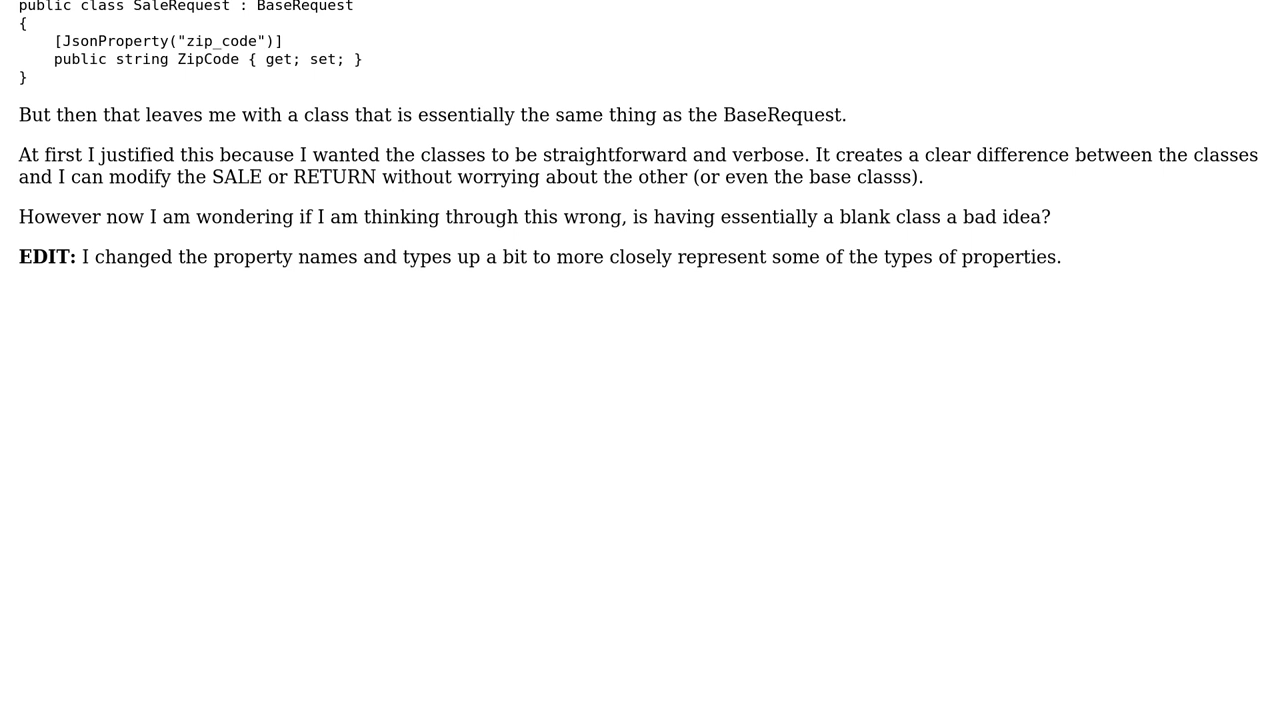 public class SaleRequest : BaseRequest
{
    [JsonProperty("zip_code")]
    public string ZipCode { get; set; }
}
But then that leaves me with a class that is essentially the same thing as the BaseRequest.
At first I justified this because I wanted the classes to be straightforward and verbose. It creates a clear difference between the classes
and I can modify the SALE or RETURN without worrying about the other (or even the base classs).
However now I am wondering if I am thinking through this wrong, is having essentially a blank class a bad idea?
EDIT: I changed the property names and types up a bit to more closely represent some of the types of properties.